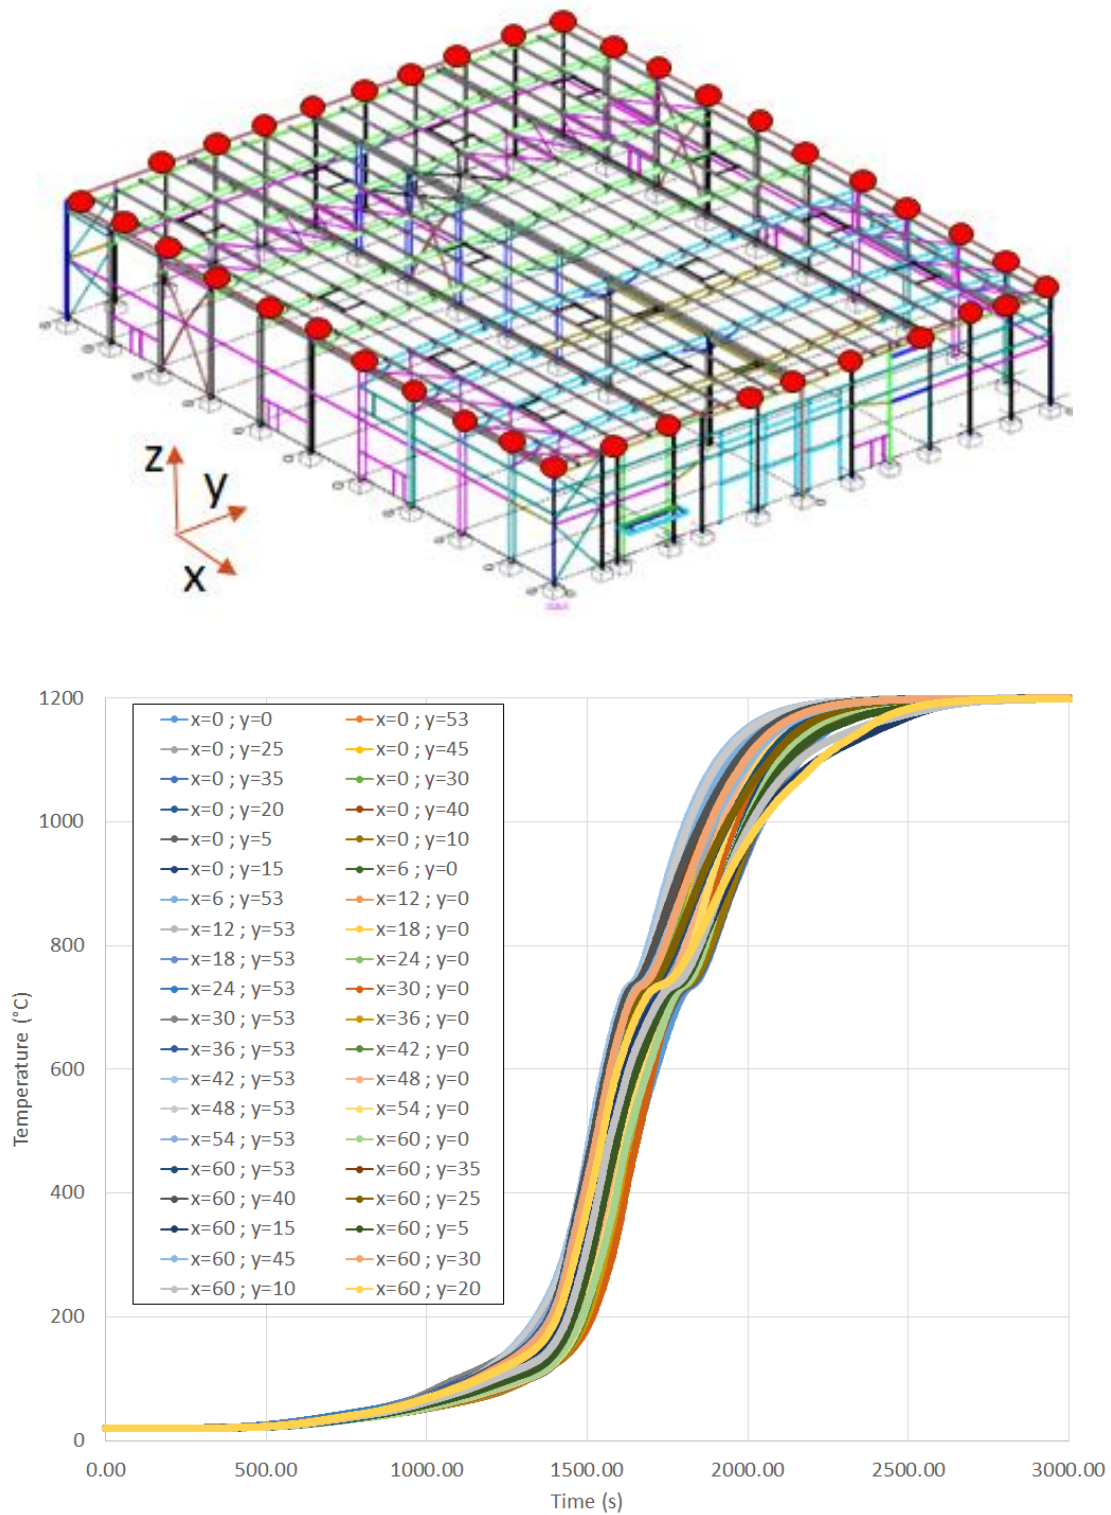 z
y
x
1200
1000
800
600
400
200
0
Temperature (°C)
x=0 ; y=0 x=0 ; y=53
x=0 ; y=25 x=0 ; y=45
x=0 ; y=35 x=0 ; y=30
x=0 ; y=20 x=0 ; y=40
x=0 ; y=5 x=0 ; y=10
x=0 ; y=15 x=6 ; y=0
x=6 ; y=53 x=12 ; y=0
x=12 ; y=53 x=18 ; y=0
x=18 ; y=53 x=24 ; y=0
x=24 ; y=53 x=30 ; y=0
x=30 ; y=53 x=36 ; y=0
x=36 ; y=53 x=42 ; y=0
x=42 ; y=53 x=48 ; y=0
x=48 ; y=53 x=54 ; y=0
x=54 ; y=53 x=60 ; y=0
x=60 ; y=53 x=60 ; y=35
x=60 ; y=40 x=60 ; y=25
x=60 ; y=15 x=60 ; y=5
x=60 ; y=45 x=60 ; y=30
x=60 ; y=10 x=60 ; y=20
0.00 500.00 1000.00 1500.00 2000.00 2500.00 3000.00
Time (s)